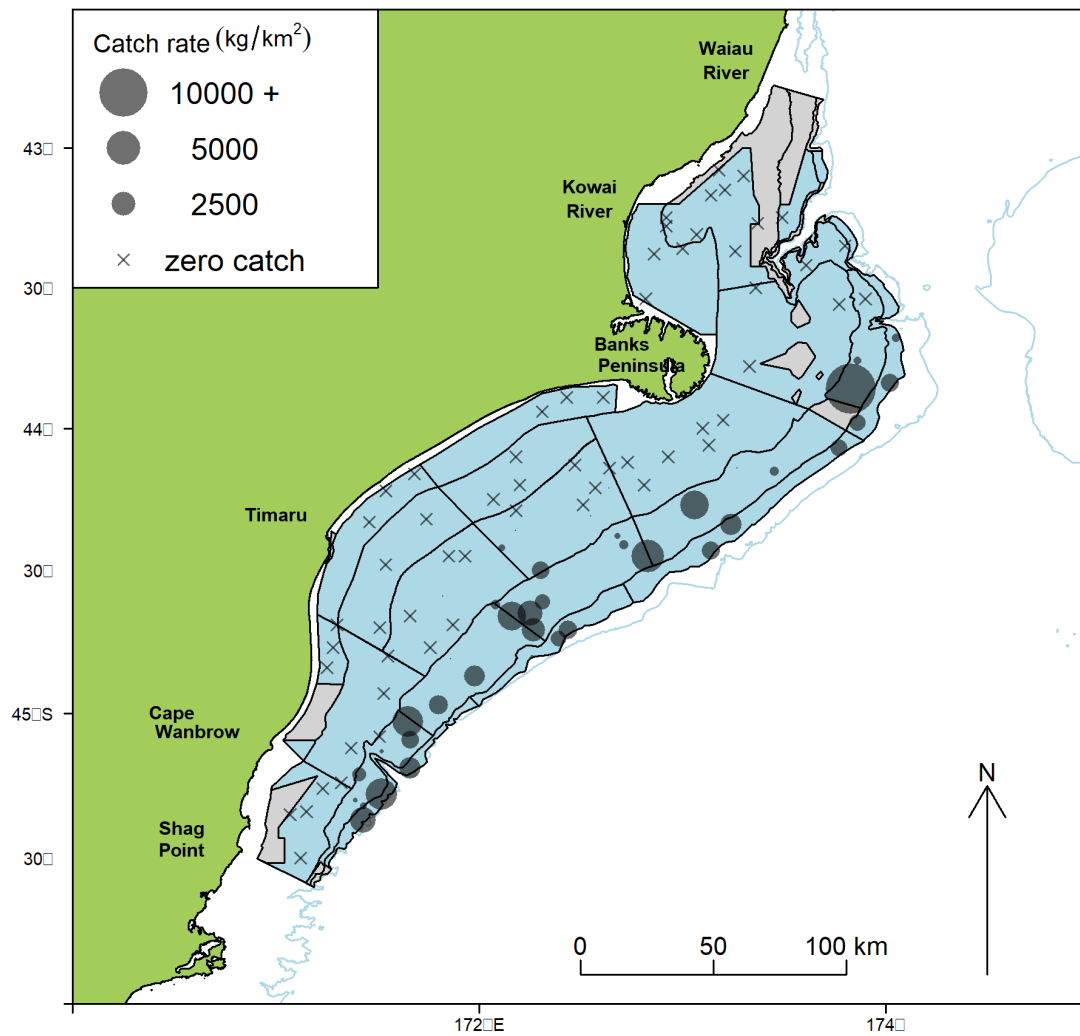 Catch rate (kg/km²)
10000 +
5000
2500
× zero catch
Waiau
River
43□
Kowai
River
30□
Banks
Peninsula
44□
Timaru
30□
Cape
Wanbrow
45□S
Shag
Point
30□
N
0 50 100 km
172□E 174□